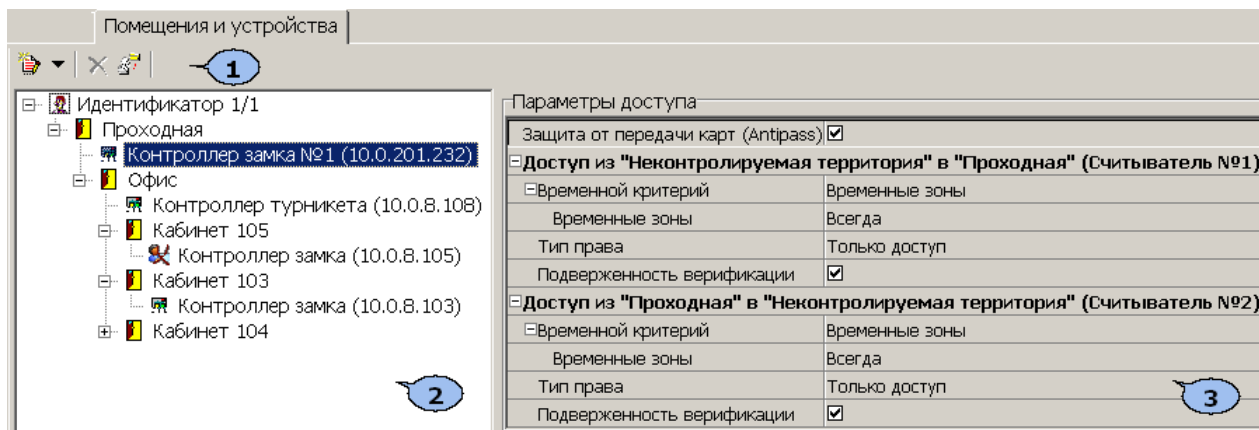 Помещения и устройства
1
Идентификатор 1/1
Проходная
Контроллер замка №1 (10.0.201.232)
Офис
Контроллер турникета (10.0.8.108)
Кабинет 105
Контроллер замка (10.0.8.105)
Кабинет 103
Контроллер замка (10.0.8.103)
Кабинет 104
2
Параметры доступа
Защита от передачи карт (Antipass)
Доступ из "Неконтролируемая территория" в "Проходная" (Считыватель №1)
Временной критерий Временные зоны
Временные зоны Всегда
Тип права Только доступ
Подверженность верификации
Доступ из "Проходная" в "Неконтролируемая территория" (Считыватель №2)
Временной критерий Временные зоны
Временные зоны Всегда
Тип права Только доступ
3
Подверженность верификации